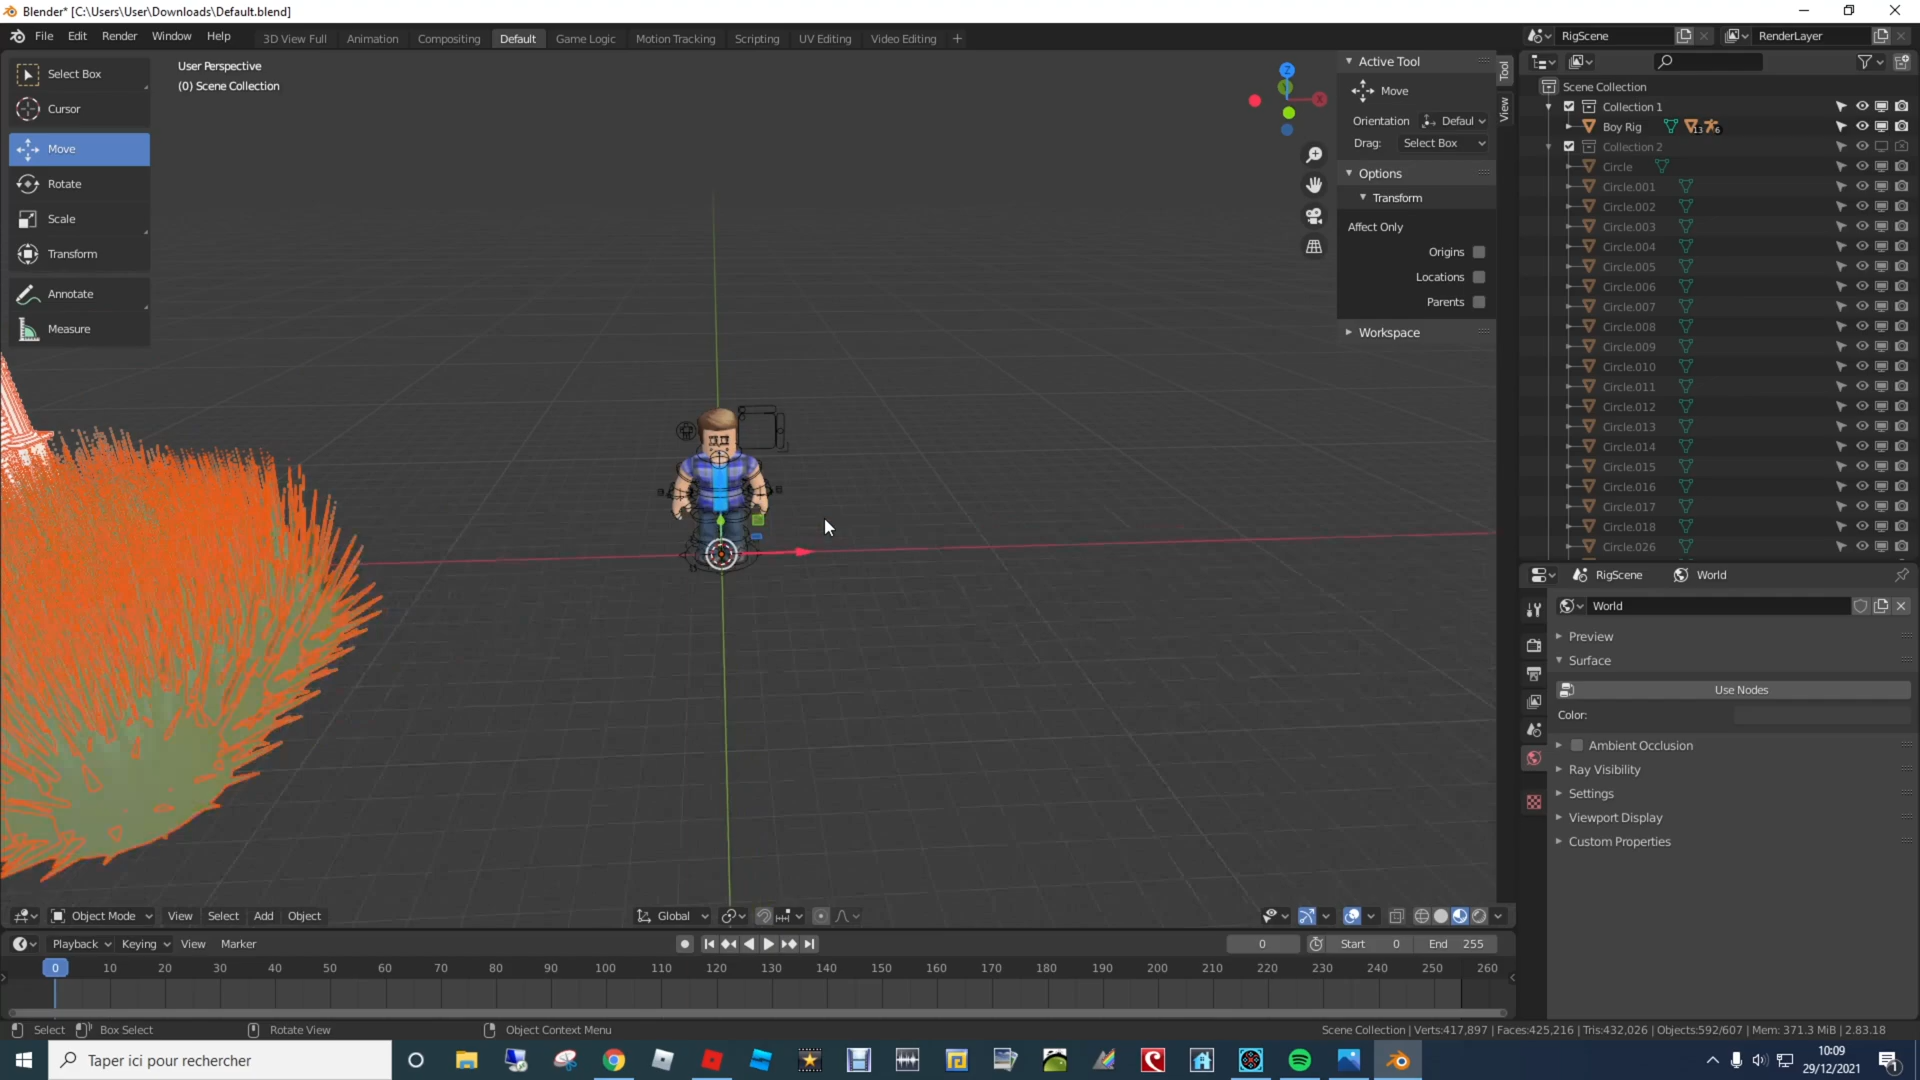 Blender* [C:\Users\User\Downloads\Default.blend]
File Edit Render Window Help 3D View Full Animation Compositing Default Game Logic Motion Tracking Scripting UV Editing Video Editing + RigScene RenderLayer
Select Box
Cursor
Move
Rotate
Scale
Transform
Annotate
Measure
User Perspective
(0) Scene Collection
Active Tool
Move
Orientation Defaul
Drag: Select Box
Options
Transform
Affect Only
Origins
Locations
Parents
Workspace
Tool
View
Scene Collection
Collection 1
Boy Rig 13 6
Collection 2
Circle
Circle.001
Circle.002
Circle.003
Circle.004
Circle.005
Circle.006
Circle.007
Circle.008
Circle.009
Circle.010
Circle.011
Circle.012
Circle.013
Circle.014
Circle.015
Circle.016
Circle.017
Circle.018
Circle.026
RigScene World
World
Preview
Surface
Use Nodes
Color:
Ambient Occlusion
Ray Visibility
Settings
Viewport Display
Custom Properties
Object Mode View Select Add Object Global
Playback Keying View Marker 0 Start 0 End 255
0 10 20 30 40 50 60 70 80 90 100 110 120 130 140 150 160 170 180 190 200 210 220 230 240 250 260
Select Box Select Rotate View Object Context Menu Scene Collection | Verts:417,897 | Faces:425,216 | Tris:432,026 | Objects:592/607 | Mem: 371.3 MiB | 2.83.18
Taper ici pour rechercher
10:09
29/12/2021
1